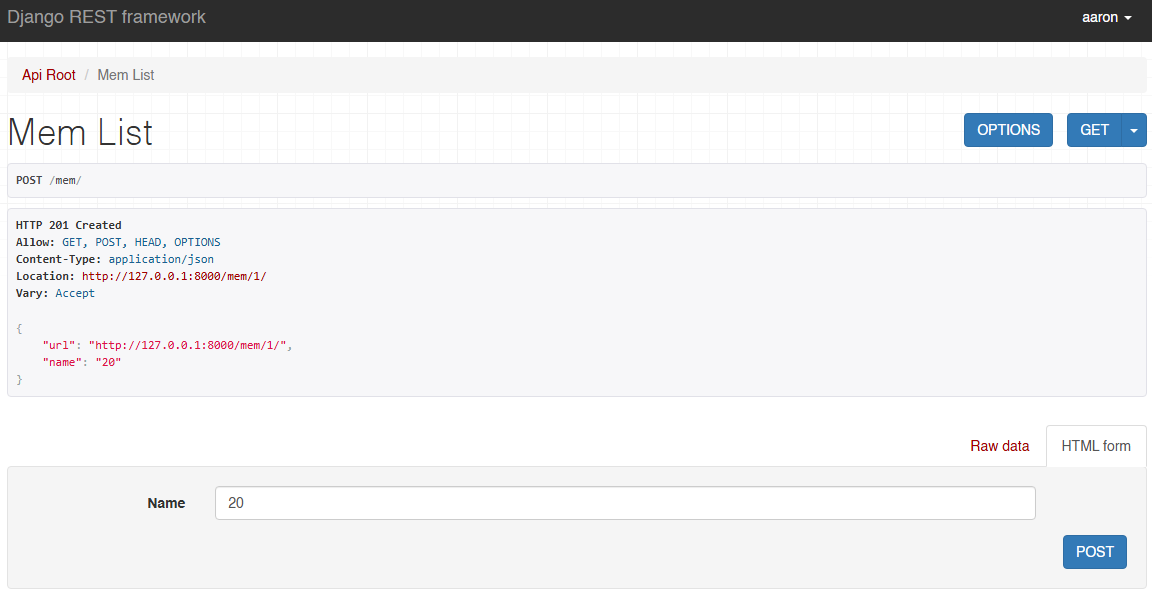 Django REST framework aaron
Api Root / Mem List
Mem List OPTIONS GET
POST /mem/
HTTP 201 Created
Allow: GET, POST, HEAD, OPTIONS
Content-Type: application/json
Location: http://127.0.0.1:8000/mem/1/
Vary: Accept
{
    "url": "http://127.0.0.1:8000/mem/1/",
    "name": "20"
}
Raw data HTML form
Name 20
POST